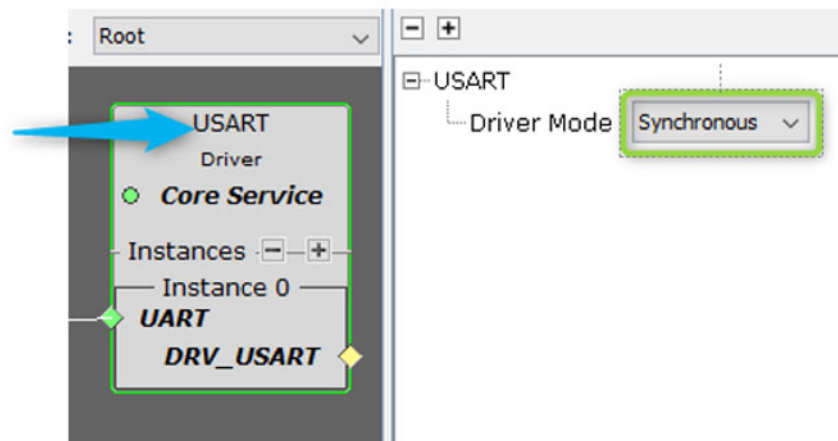 : Root
USART
Driver
Core Service
Instances
Instance 0
UART
DRV_USART
USART
Driver Mode Synchronous